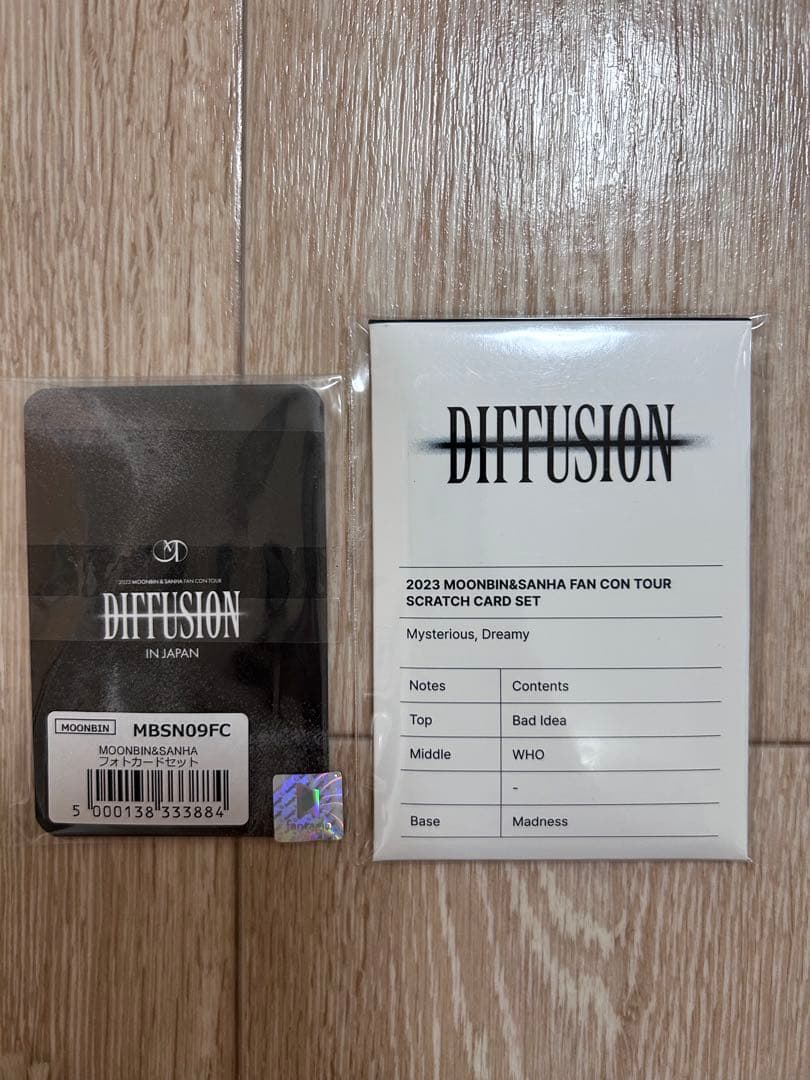 2023 MOONBIN & SANHA FAN CON TOUR
DIFFUSION
IN JAPAN
MOONBIN MBSN09FC
MOONBIN&SANHA
フォトカードセット
5 000138 333884
fantagio
DIFFUSION
2023 MOONBIN&SANHA FAN CON TOUR
SCRATCH CARD SET
Mysterious, Dreamy
Notes Contents
Top Bad Idea
Middle WHO
-
Base Madness